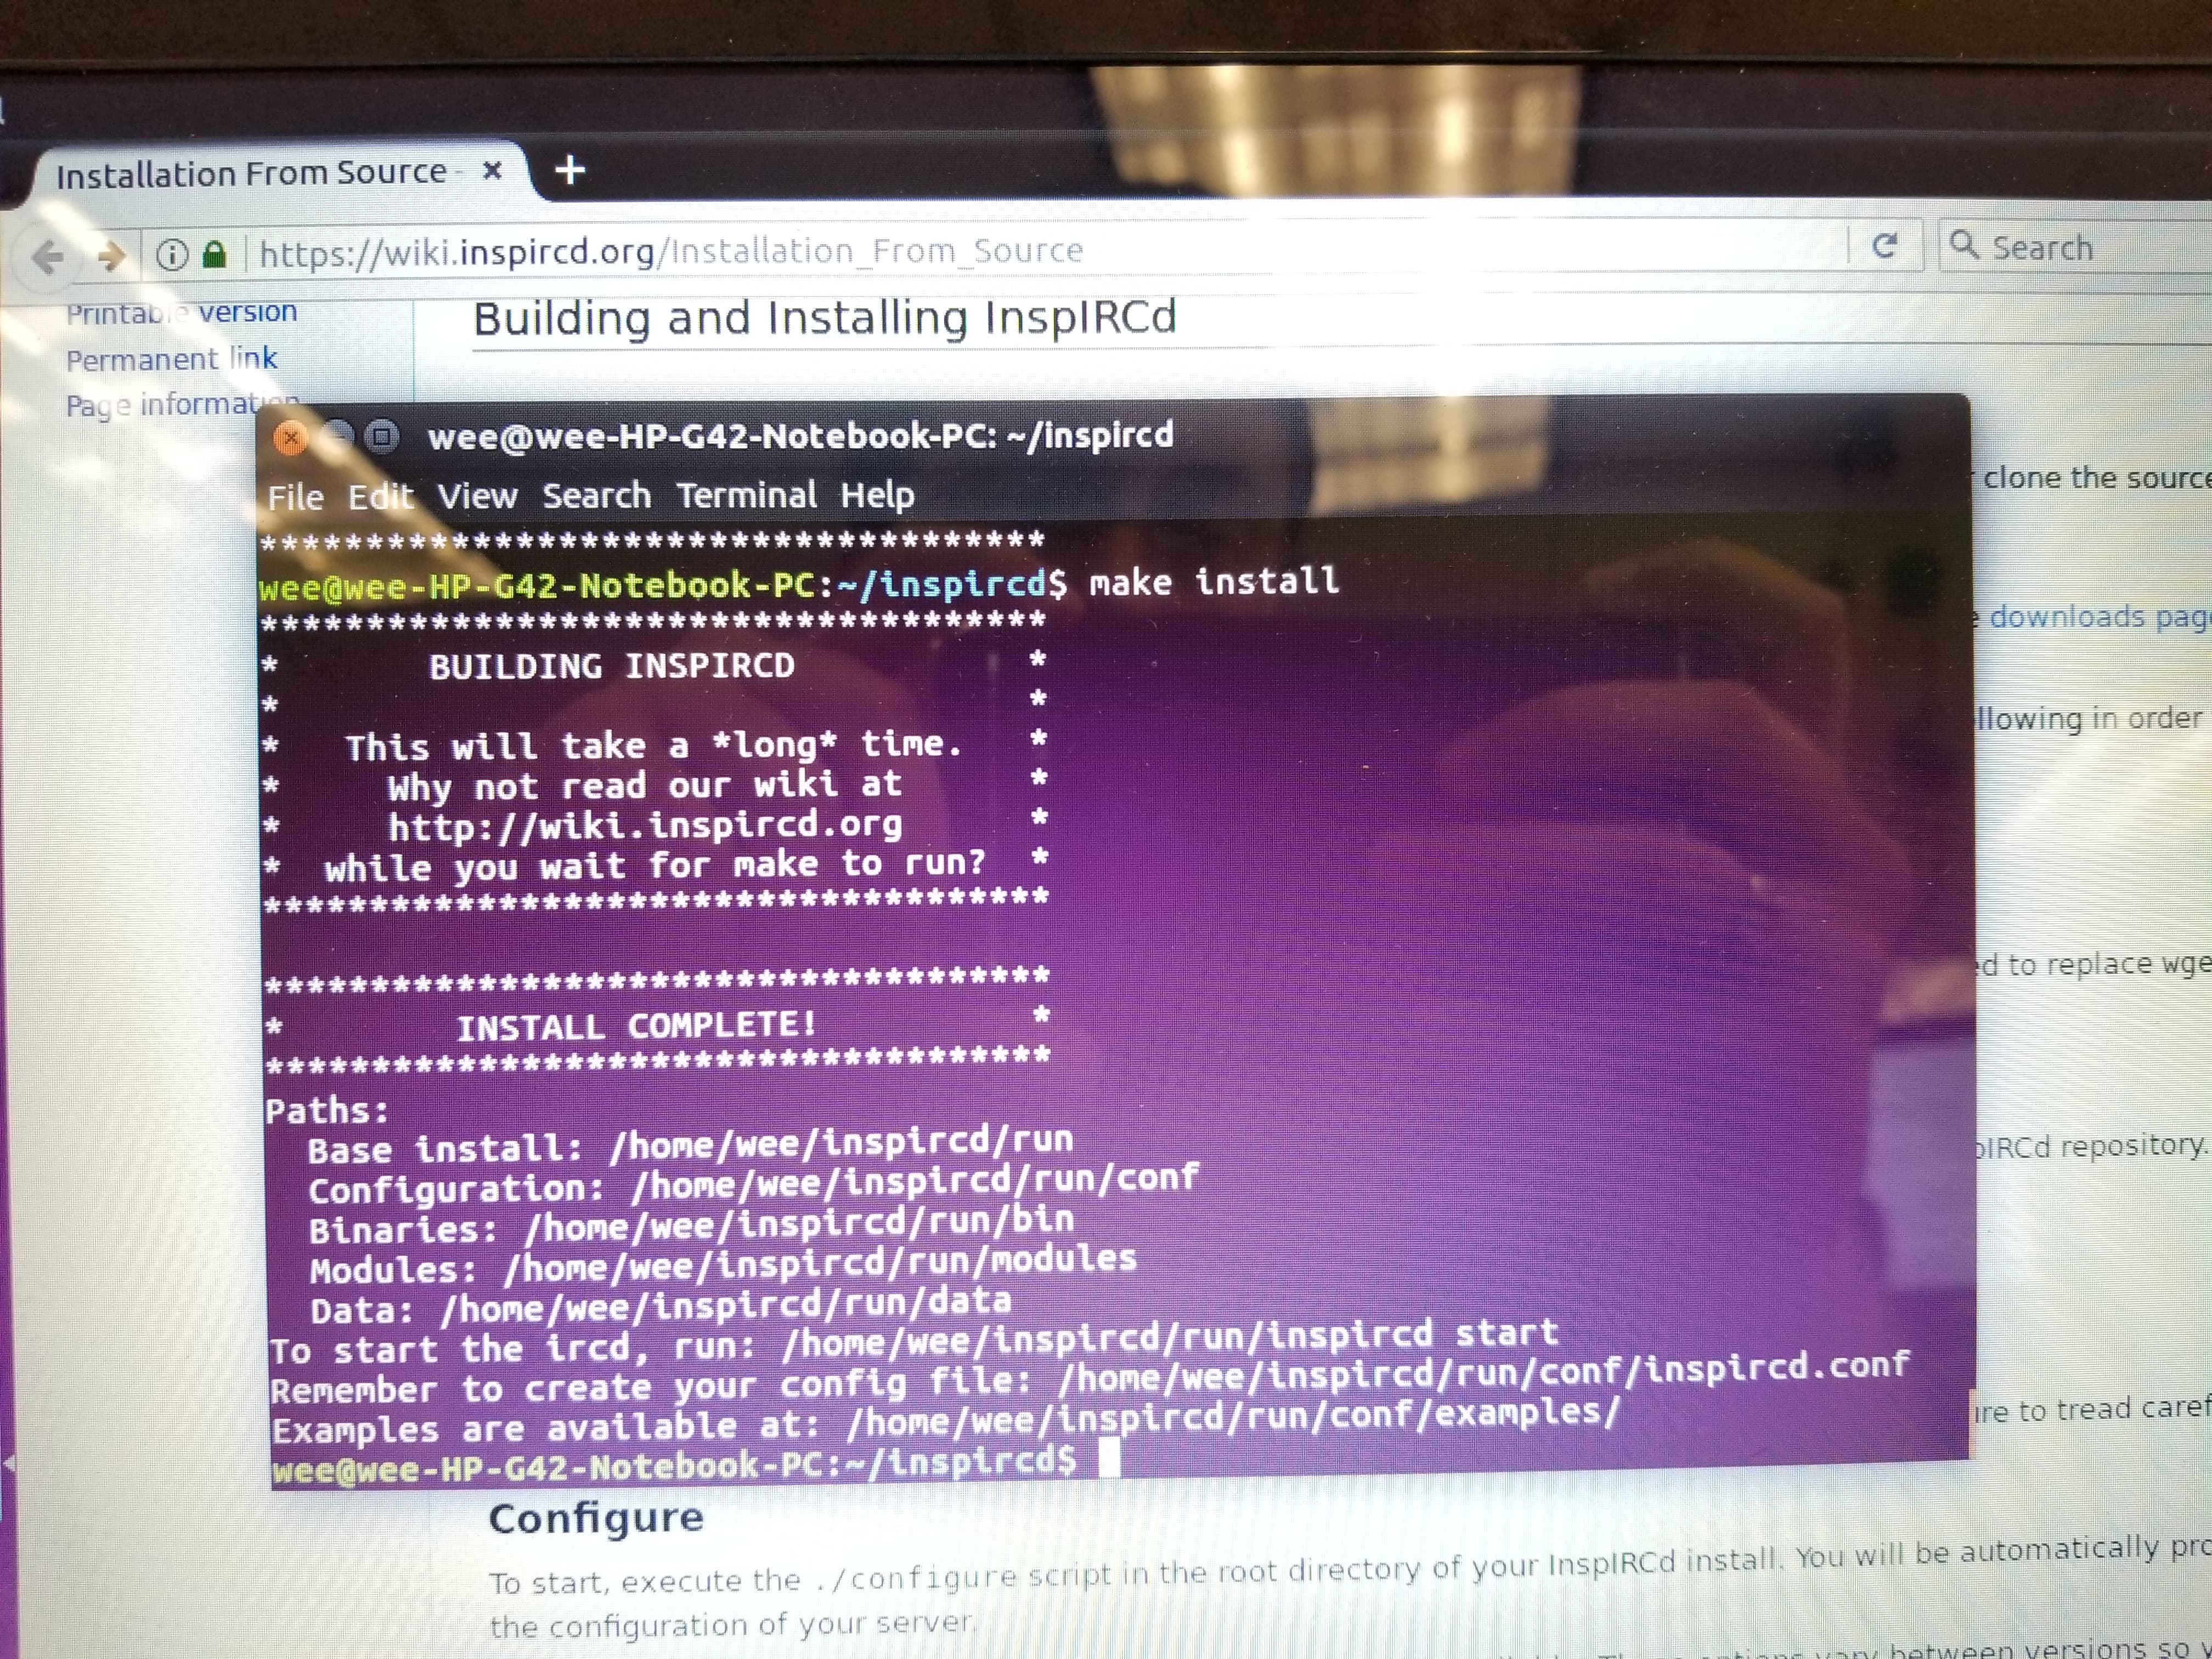 Installation From Source -
https://wiki.inspircd.org/Installation_From_Source
Search
Printable version
Permanent link
Page information
Building and Installing InspIRCd
wee@wee-HP-G42-Notebook-PC: ~/inspircd
File Edit View Search Terminal Help
*************************************
wee@wee-HP-G42-Notebook-PC:~/inspircd$ make install
*************************************
* BUILDING INSPIRCD *
* *
* This will take a *long* time. *
* Why not read our wiki at *
* http://wiki.inspircd.org *
* while you wait for make to run? *
*************************************
*************************************
* INSTALL COMPLETE! *
*************************************
Paths:
Base install: /home/wee/inspircd/run
Configuration: /home/wee/inspircd/run/conf
Binaries: /home/wee/inspircd/run/bin
Modules: /home/wee/inspircd/run/modules
Data: /home/wee/inspircd/run/data
To start the ircd, run: /home/wee/inspircd/run/inspircd start
Remember to create your config file: /home/wee/inspircd/run/conf/inspircd.conf
Examples are available at: /home/wee/inspircd/run/conf/examples/
wee@wee-HP-G42-Notebook-PC:~/inspircd$
clone the source
downloads pag
llowing in order
d to replace wge
pIRCd repository.
re to tread caref
Configure
To start, execute the ./configure script in the root directory of your InspIRCd install. You will be automatically pro
the configuration of your server.
between versions so